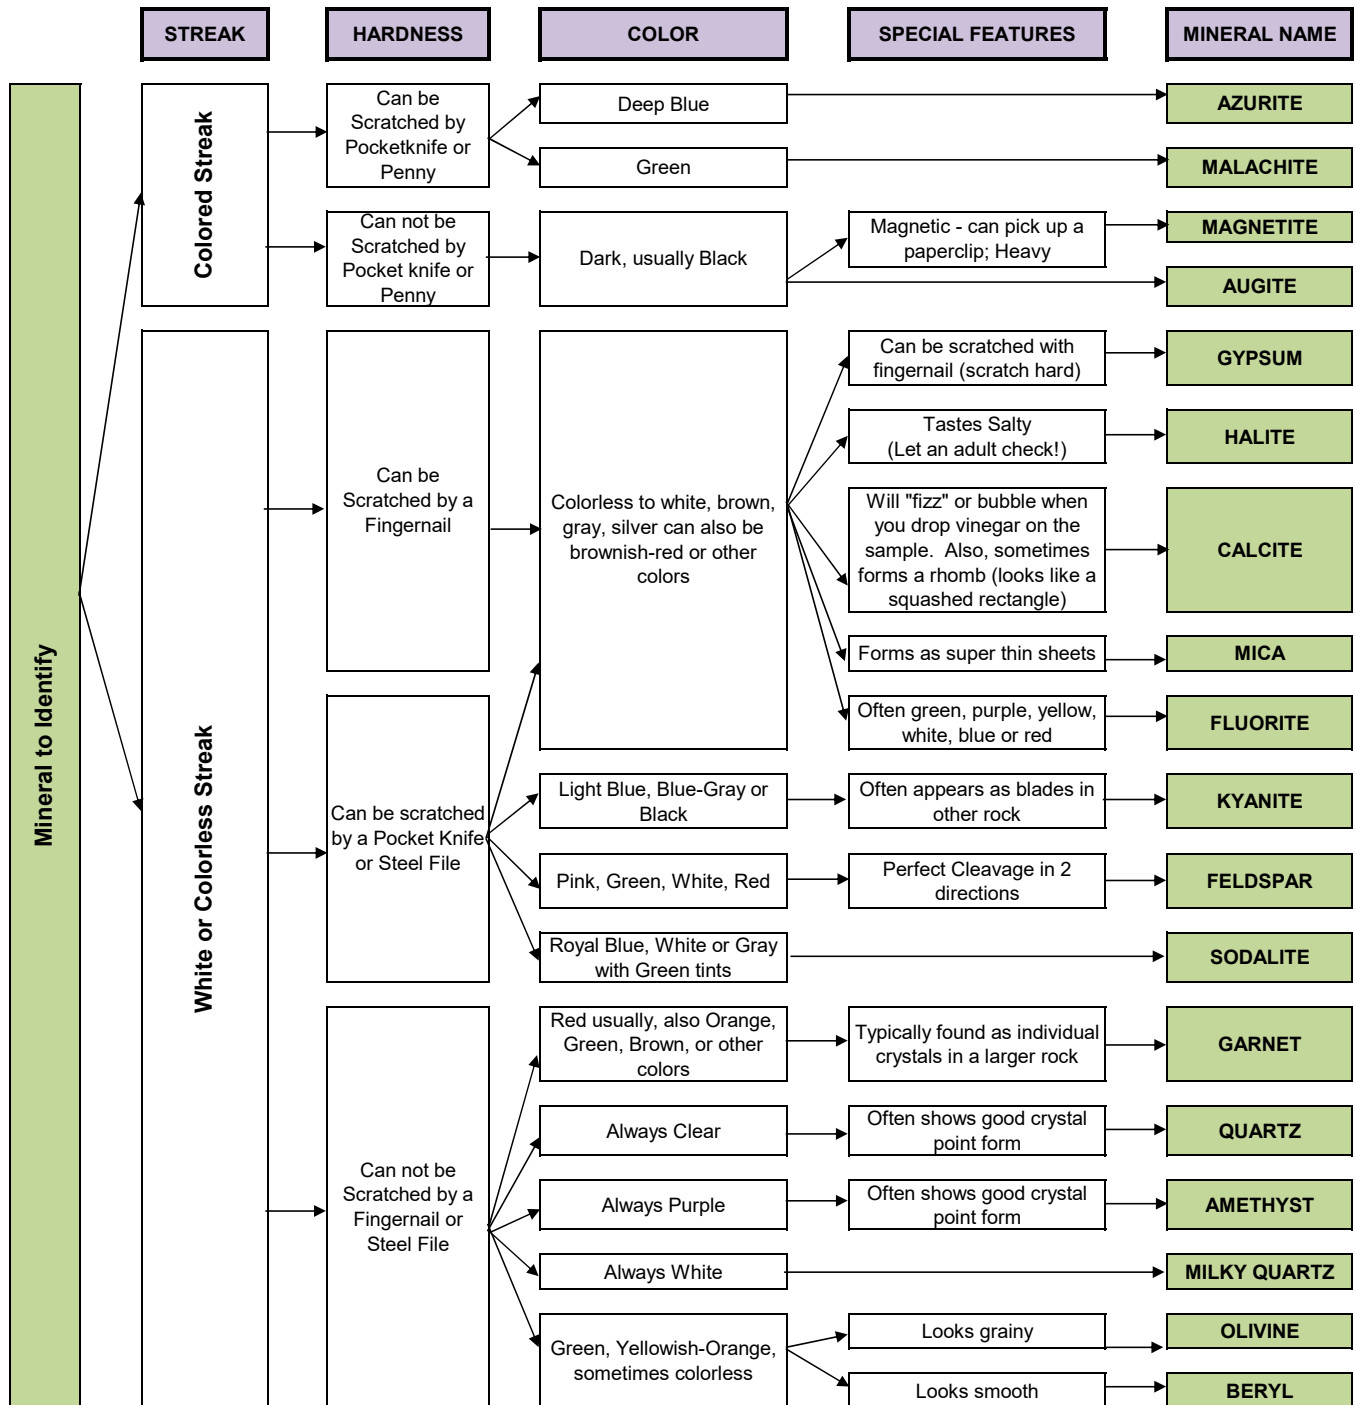 STREAK
HARDNESS
COLOR
SPECIAL FEATURES
MINERAL NAME
Mineral to Identify
Colored Streak
Can be
Scratched by
Pocketknife or
Penny
Deep Blue
AZURITE
Green
MALACHITE
Can not be
Scratched by
Pocket knife or
Penny
Dark, usually Black
Magnetic - can pick up a
paperclip; Heavy
MAGNETITE
AUGITE
White or Colorless Streak
Can be
Scratched by a
Fingernail
Colorless to white, brown,
gray, silver can also be
brownish-red or other
colors
Can be scratched with
fingernail (scratch hard)
GYPSUM
Tastes Salty
(Let an adult check!)
HALITE
Will "fizz" or bubble when
you drop vinegar on the
sample. Also, sometimes
forms a rhomb (looks like a
squashed rectangle)
CALCITE
Forms as super thin sheets
MICA
Often green, purple, yellow,
white, blue or red
FLUORITE
Can be scratched
by a Pocket Knife
or Steel File
Light Blue, Blue-Gray or
Black
Often appears as blades in
other rock
KYANITE
Pink, Green, White, Red
Perfect Cleavage in 2
directions
FELDSPAR
Royal Blue, White or Gray
with Green tints
SODALITE
Can not be
Scratched by a
Fingernail or
Steel File
Red usually, also Orange,
Green, Brown, or other
colors
Typically found as individual
crystals in a larger rock
GARNET
Always Clear
Often shows good crystal
point form
QUARTZ
Always Purple
Often shows good crystal
point form
AMETHYST
Always White
MILKY QUARTZ
Green, Yellowish-Orange,
sometimes colorless
Looks grainy
OLIVINE
Looks smooth
BERYL